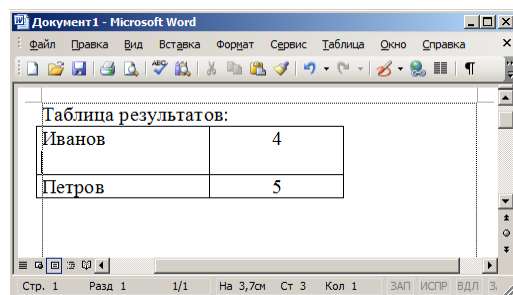 Документ1 - Microsoft Word
Файл Правка Вид Вставка Формат Сервис Таблица Окно Справка
ABC
Таблица результатов:
Иванов 4
Петров 5
Стр. 1 Разд 1 1/1 На 3,7см Ст 3 Кол 1 ЗАП ИСПР ВДЛ